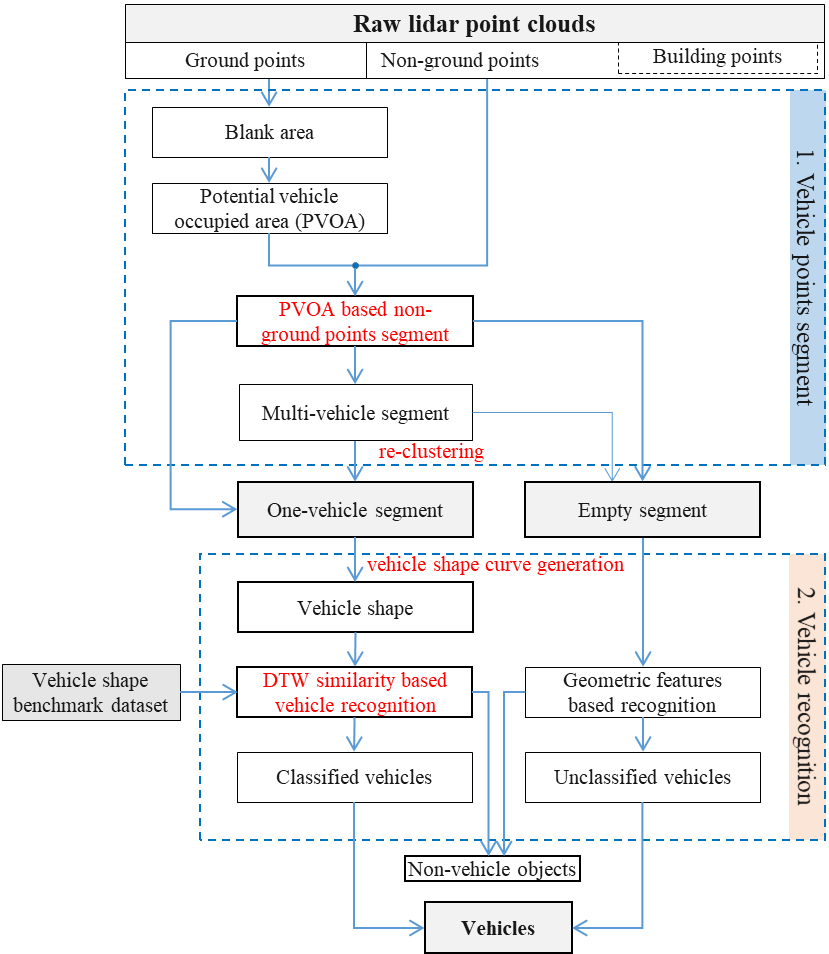 Raw lidar point clouds
Ground points
Non-ground points
Building points
Blank area
Potential vehicle
occupied area (PVOA)
1. Vehicle points segment
PVOA based non-
ground points segment
Multi-vehicle segment
re-clustering
One-vehicle segment
Empty segment
vehicle shape curve generation
Vehicle shape
2. Vehicle recognition
Vehicle shape
benchmark dataset
DTW similarity based
vehicle recognition
Geometric features
based recognition
Classified vehicles
Unclassified vehicles
Non-vehicle objects
Vehicles